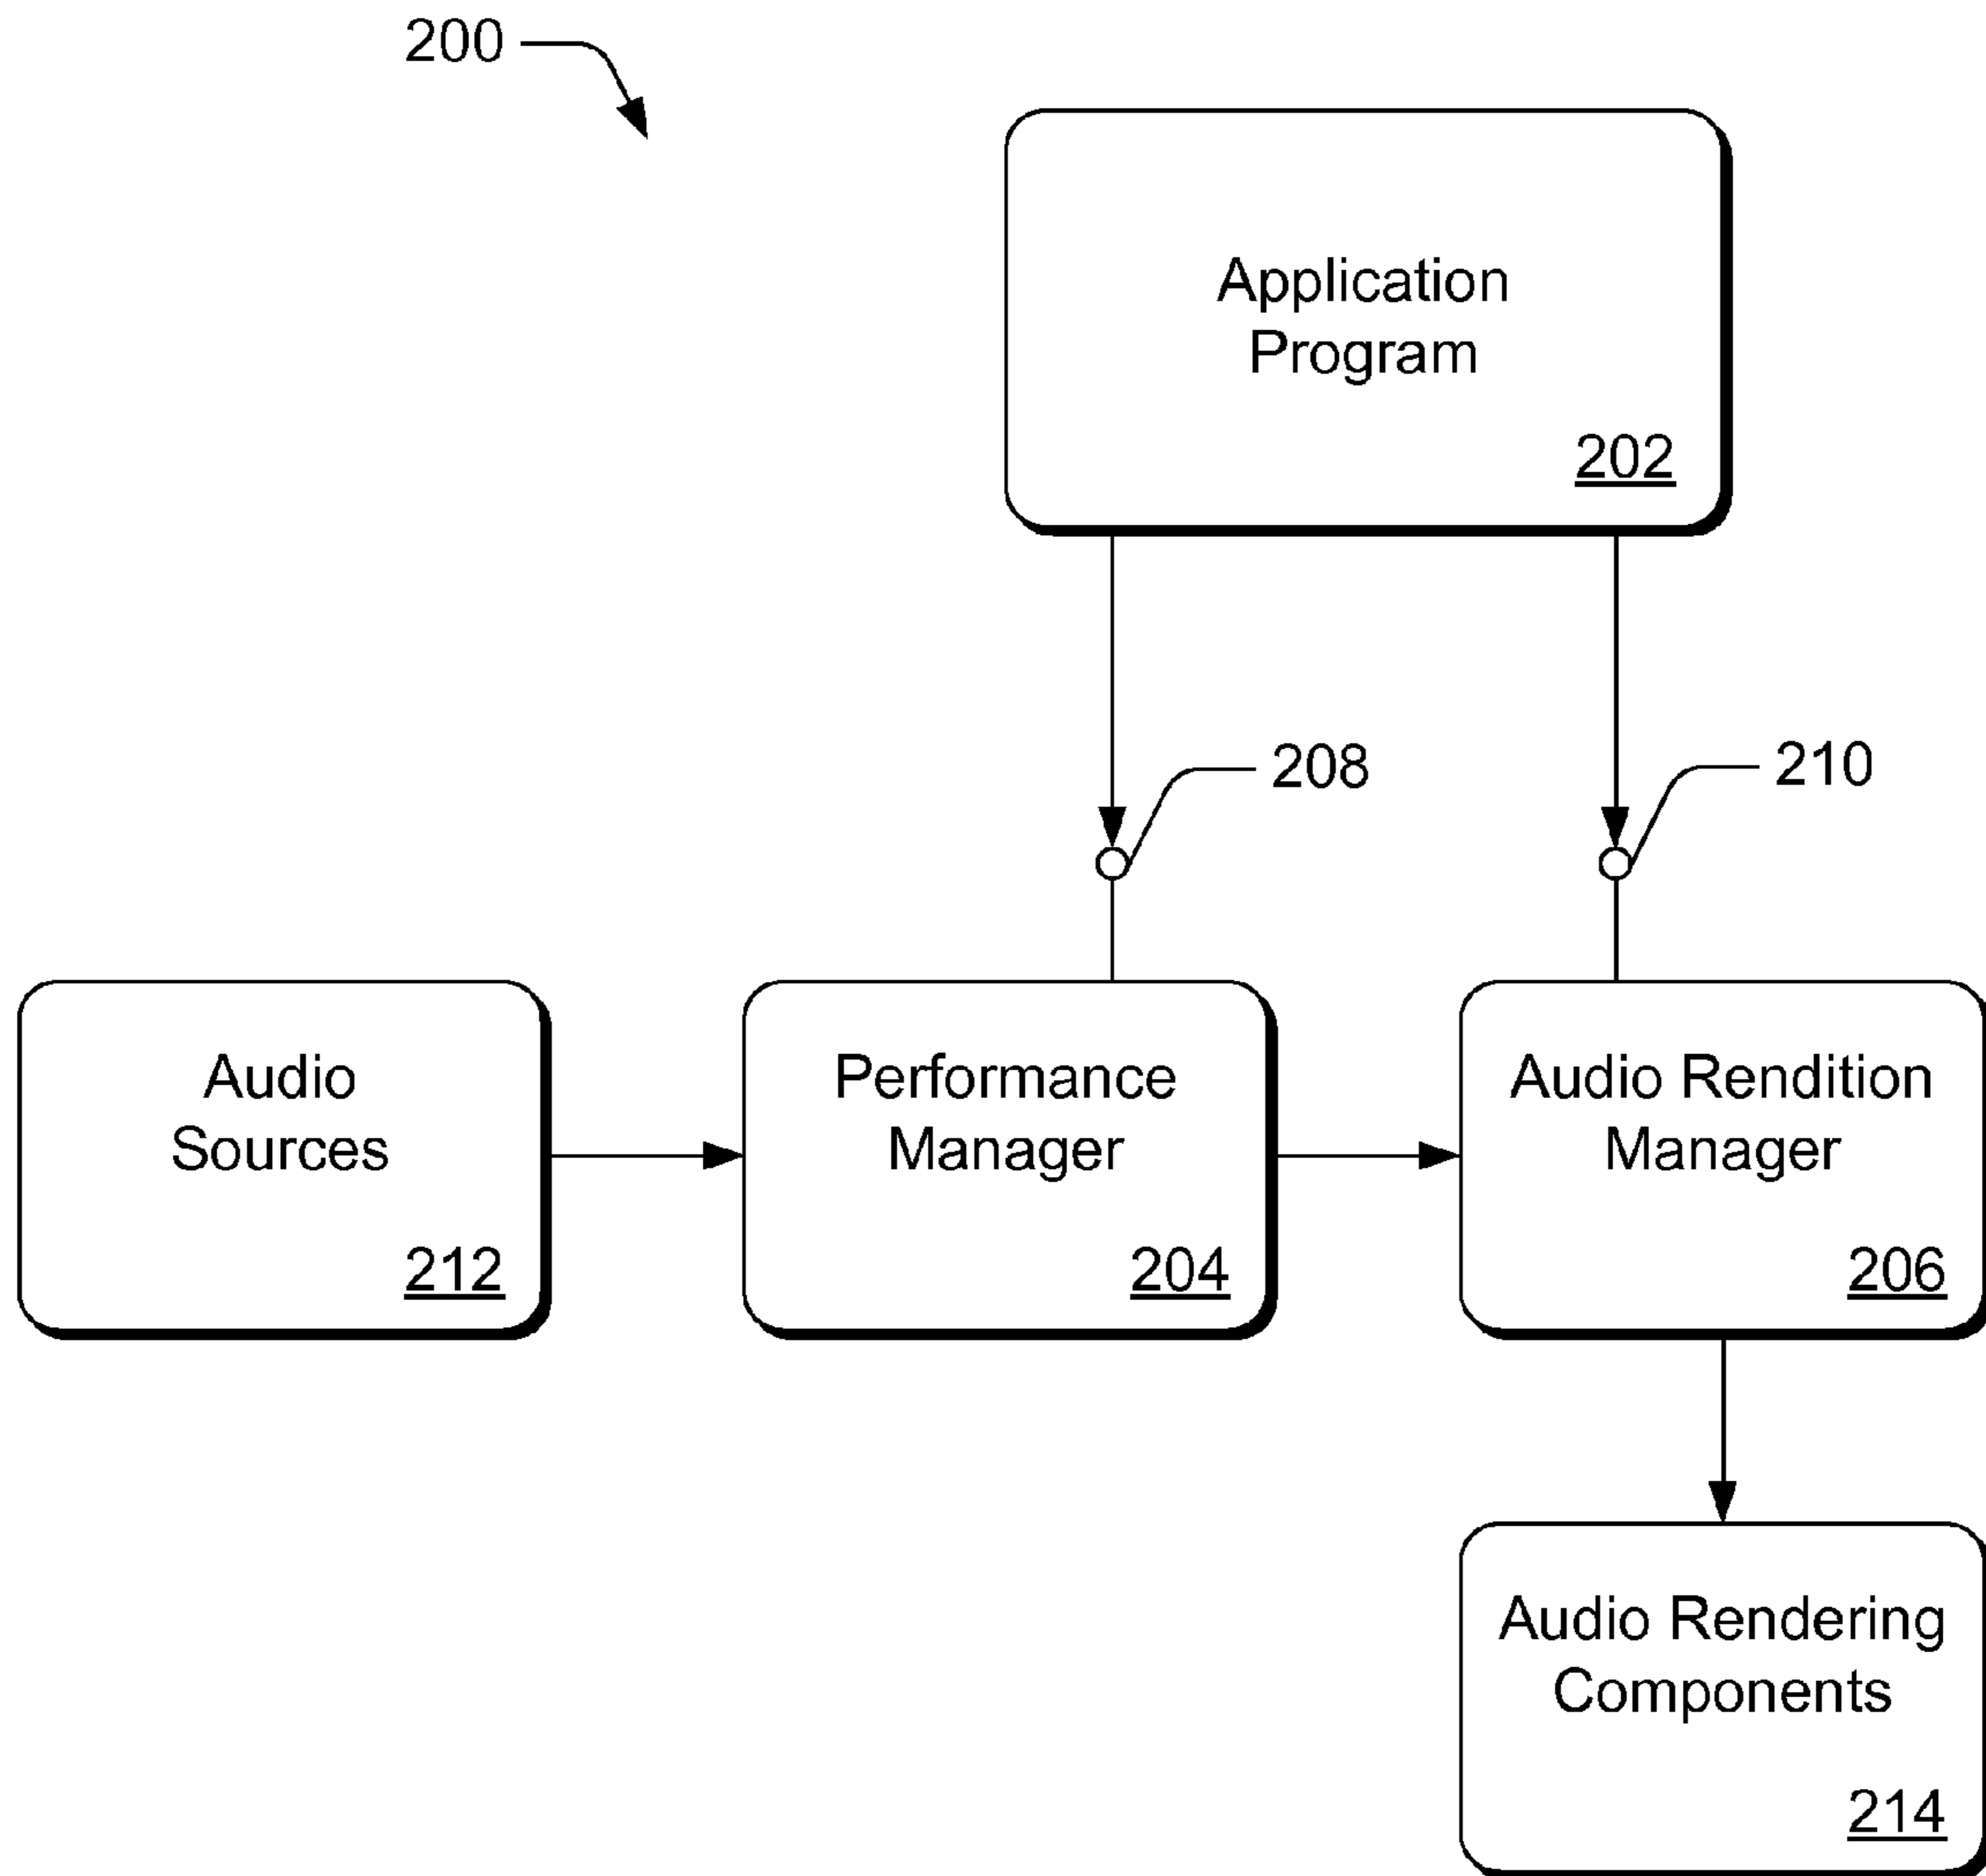 200
Application
Program
202
208
210
Audio
Sources
212
Performance
Manager
204
Audio Rendition
Manager
206
Audio Rendering
Components
214